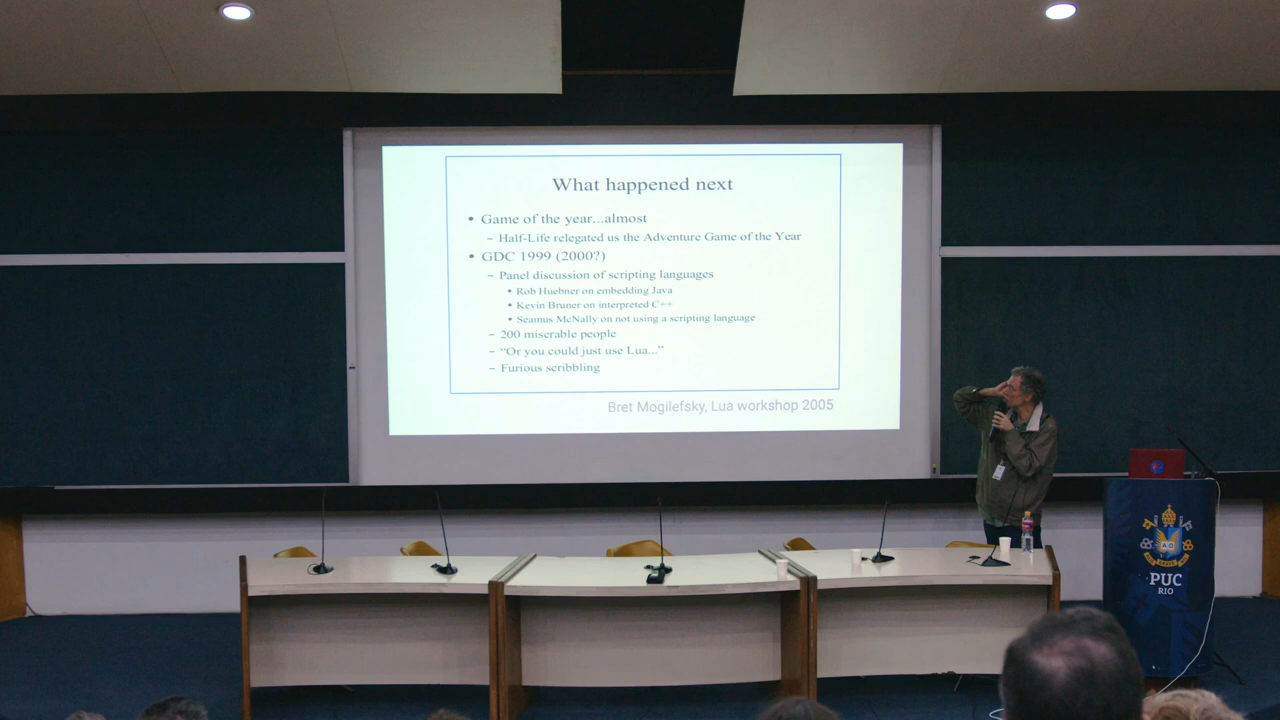 What happened next
• Game of the year...almost
– Half-Life relegated us the Adventure Game of the Year
• GDC 1999 (2000?)
– Panel discussion of scripting languages
• Rob Huebner on embedding Java
• Kevin Bruner on interpreted C++
• Seamus McNally on not using a scripting language
– 200 miserable people
– “Or you could just use Lua...”
– Furious scribbling
Bret Mogilefsky, Lua workshop 2005
PUC
RIO